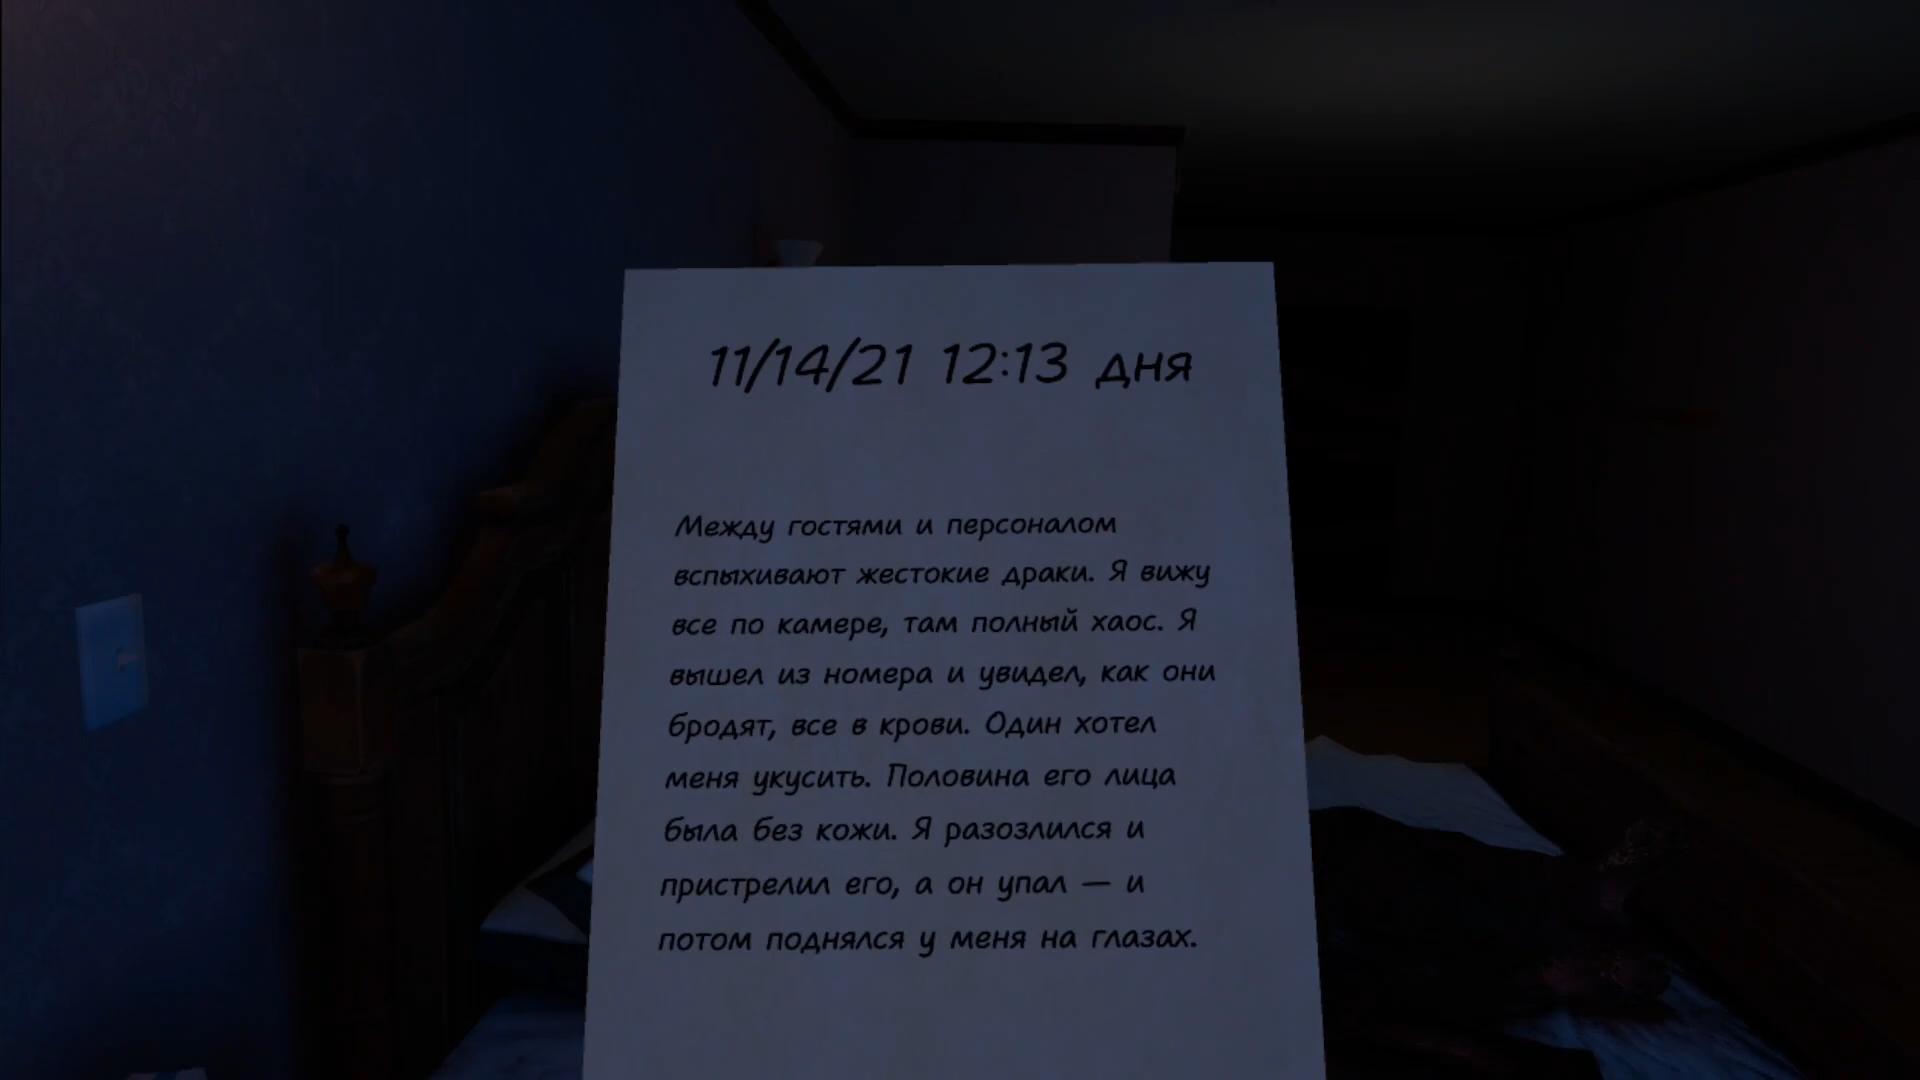 11/14/21 12:13 дня
Между гостями и персоналом
вспыхивают жестокие драки. Я вижу
все по камере, там полный хаос. Я
вышел из номера и увидел, как они
бродят, все в крови. Один хотел
меня укусить. Половина его лица
была без кожи. Я разозлился и
пристрелил его, а он упал — и
потом поднялся у меня на глазах.